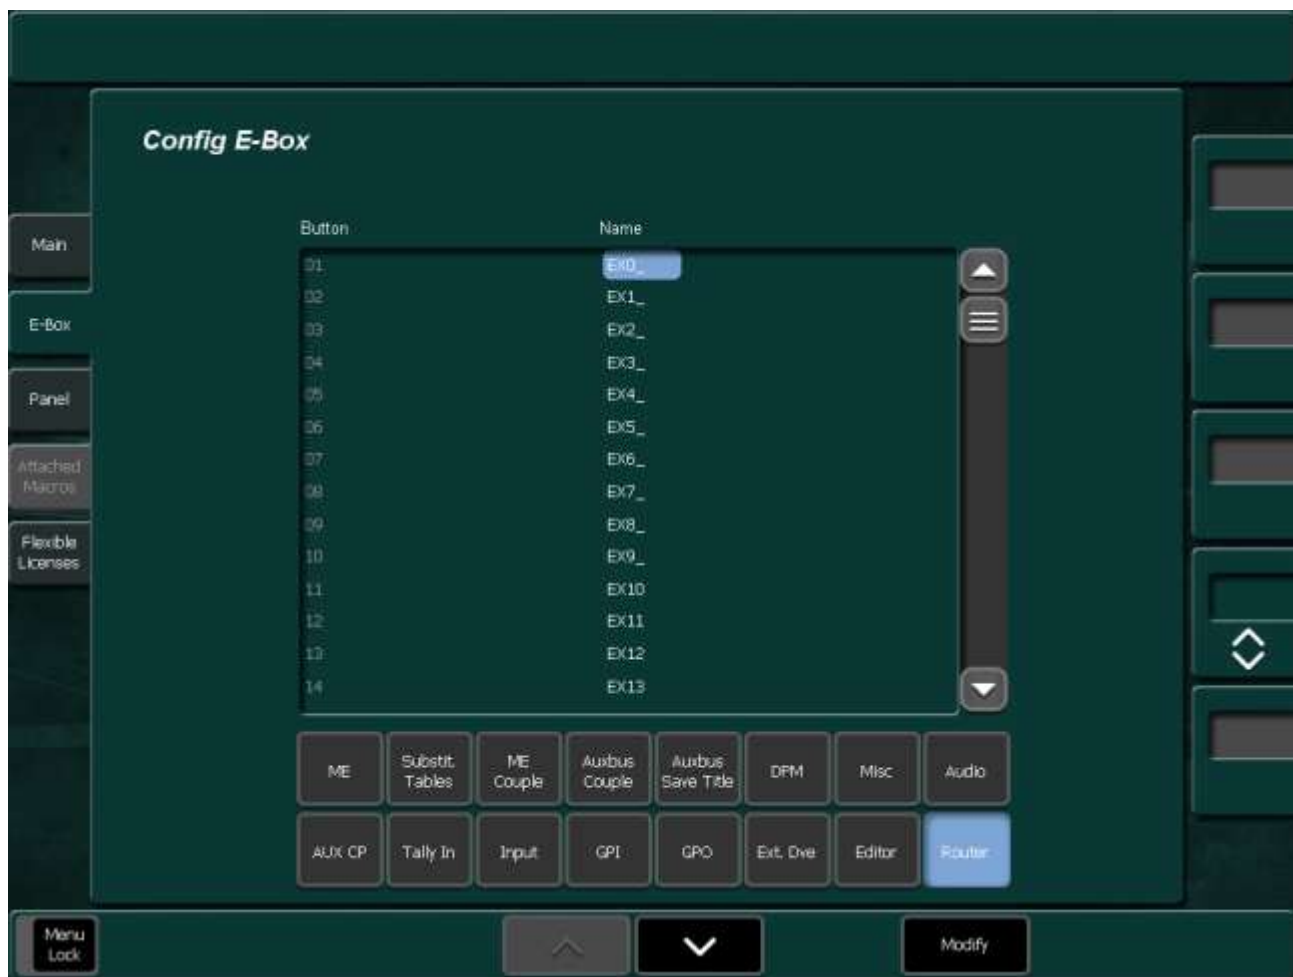 Config E-Box
Button Name
01 EX0_
02 EX1_
03 EX2_
04 EX3_
05 EX4_
06 EX5_
07 EX6_
08 EX7_
09 EX8_
10 EX9_
11 EX10
12 EX11
13 EX12
14 EX13
Main
E-Box
Panel
Attached
Macros
Flexible
Licenses
ME
Substit.
Tables
ME
Couple
Auxbus
Couple
Auxbus
Save Title
DPM
Misc
Audio
AUX CP
Tally In
Input
GPI
GPO
Ext. Dve
Editor
Router
Menu
Lock
Modify